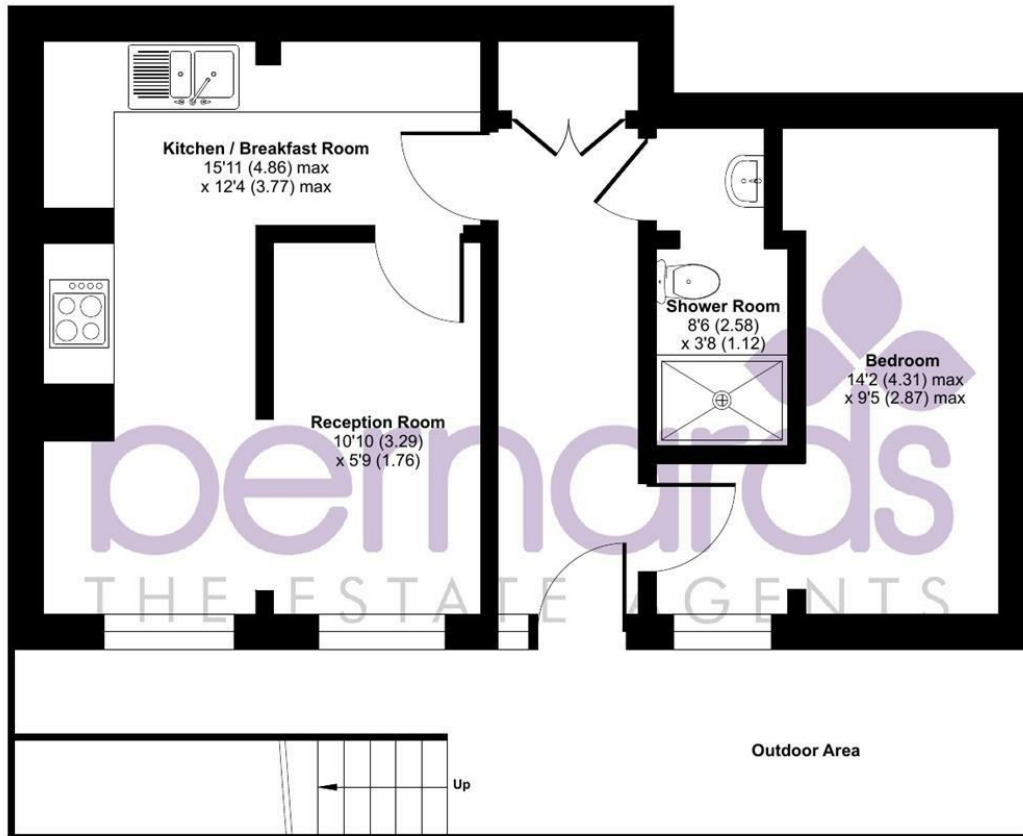 Kitchen / Breakfast Room
15'11 (4.86) max
x 12'4 (3.77) max
Shower Room
8'6 (2.58)
x 3'8 (1.12)
Bedroom
14'2 (4.31) max
x 9'5 (2.87) max
Reception Room
10'10 (3.29)
x 5'9 (1.76)
bernards
THE ESTATE AGENTS
Outdoor Area
Up